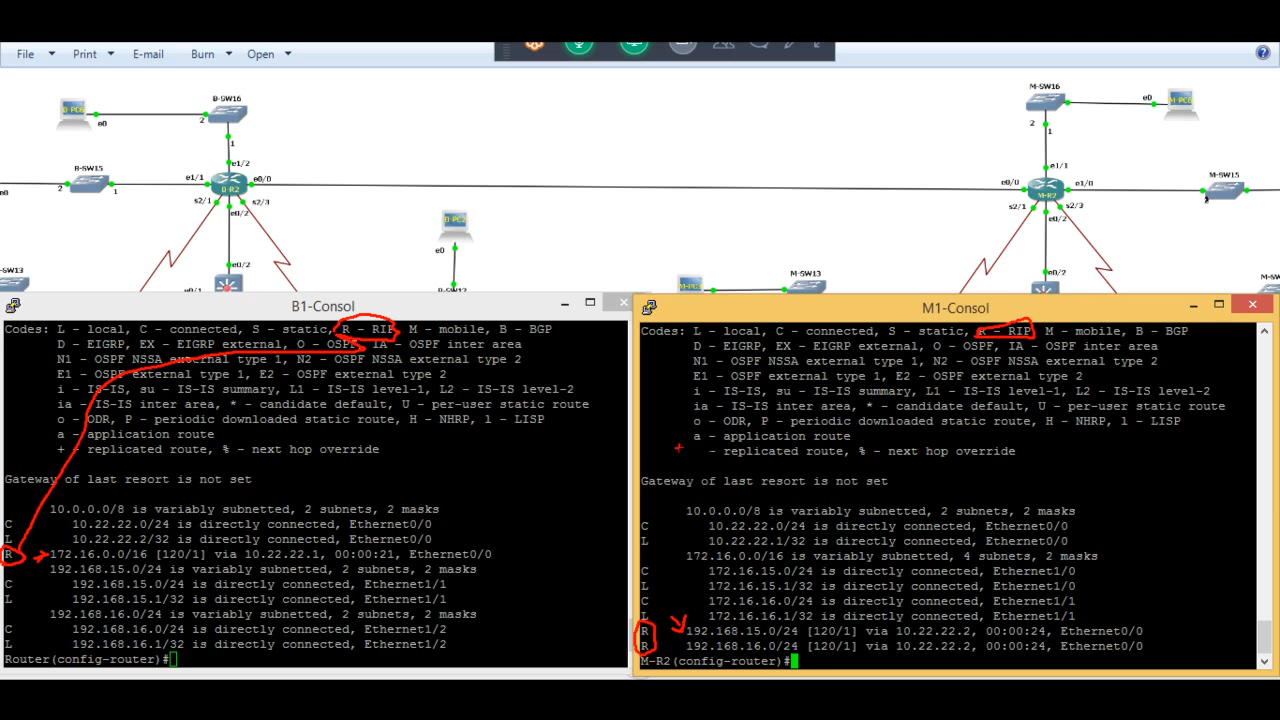 File Print E-mail Burn Open
B-SW16 M-SW16
D-PC6 e0 2 2 e0 M-PC6
1 1
B-SW15 e1/2 e1/1 M-SW15
e0 2 1 e1/1 e0/0 e0/0 e1/0
D-R2 M-R2
s2/1 s2/3 s2/1 s2/3
e0/2 e0/2
e0
e0/2 e0/2
-SW13 e0/1 M-SW13
B1-Consol
Codes: L - local, C - connected, S - static, R - RIP, M - mobile, B - BGP
D - EIGRP, EX - EIGRP external, O - OSPF, IA - OSPF inter area
N1 - OSPF NSSA external type 1, N2 - OSPF NSSA external type 2
E1 - OSPF external type 1, E2 - OSPF external type 2
i - IS-IS, su - IS-IS summary, L1 - IS-IS level-1, L2 - IS-IS level-2
ia - IS-IS inter area, * - candidate default, U - per-user static route
o - ODR, P - periodic downloaded static route, H - NHRP, l - LISP
a - application route
+ - replicated route, % - next hop override
Gateway of last resort is not set
10.0.0.0/8 is variably subnetted, 2 subnets, 2 masks
C 10.22.22.0/24 is directly connected, Ethernet0/0
L 10.22.22.2/32 is directly connected, Ethernet0/0
R 172.16.0.0/16 [120/1] via 10.22.22.1, 00:00:21, Ethernet0/0
192.168.15.0/24 is variably subnetted, 2 subnets, 2 masks
C 192.168.15.0/24 is directly connected, Ethernet1/1
L 192.168.15.1/32 is directly connected, Ethernet1/1
192.168.16.0/24 is variably subnetted, 2 subnets, 2 masks
C 192.168.16.0/24 is directly connected, Ethernet1/2
L 192.168.16.1/32 is directly connected, Ethernet1/2
Router(config-router)#
M1-Consol
Codes: L - local, C - connected, S - static, R - RIP, M - mobile, B - BGP
D - EIGRP, EX - EIGRP external, O - OSPF, IA - OSPF inter area
N1 - OSPF NSSA external type 1, N2 - OSPF NSSA external type 2
E1 - OSPF external type 1, E2 - OSPF external type 2
i - IS-IS, su - IS-IS summary, L1 - IS-IS level-1, L2 - IS-IS level-2
ia - IS-IS inter area, * - candidate default, U - per-user static route
o - ODR, P - periodic downloaded static route, H - NHRP, l - LISP
a - application route
+ - replicated route, % - next hop override
Gateway of last resort is not set
10.0.0.0/8 is variably subnetted, 2 subnets, 2 masks
C 10.22.22.0/24 is directly connected, Ethernet0/0
L 10.22.22.1/32 is directly connected, Ethernet0/0
172.16.0.0/16 is variably subnetted, 4 subnets, 2 masks
C 172.16.15.0/24 is directly connected, Ethernet1/0
L 172.16.15.1/32 is directly connected, Ethernet1/0
C 172.16.16.0/24 is directly connected, Ethernet1/1
L 172.16.16.1/32 is directly connected, Ethernet1/1
R 192.168.15.0/24 [120/1] via 10.22.22.2, 00:00:24, Ethernet0/0
R 192.168.16.0/24 [120/1] via 10.22.22.2, 00:00:24, Ethernet0/0
M-R2(config-router)#